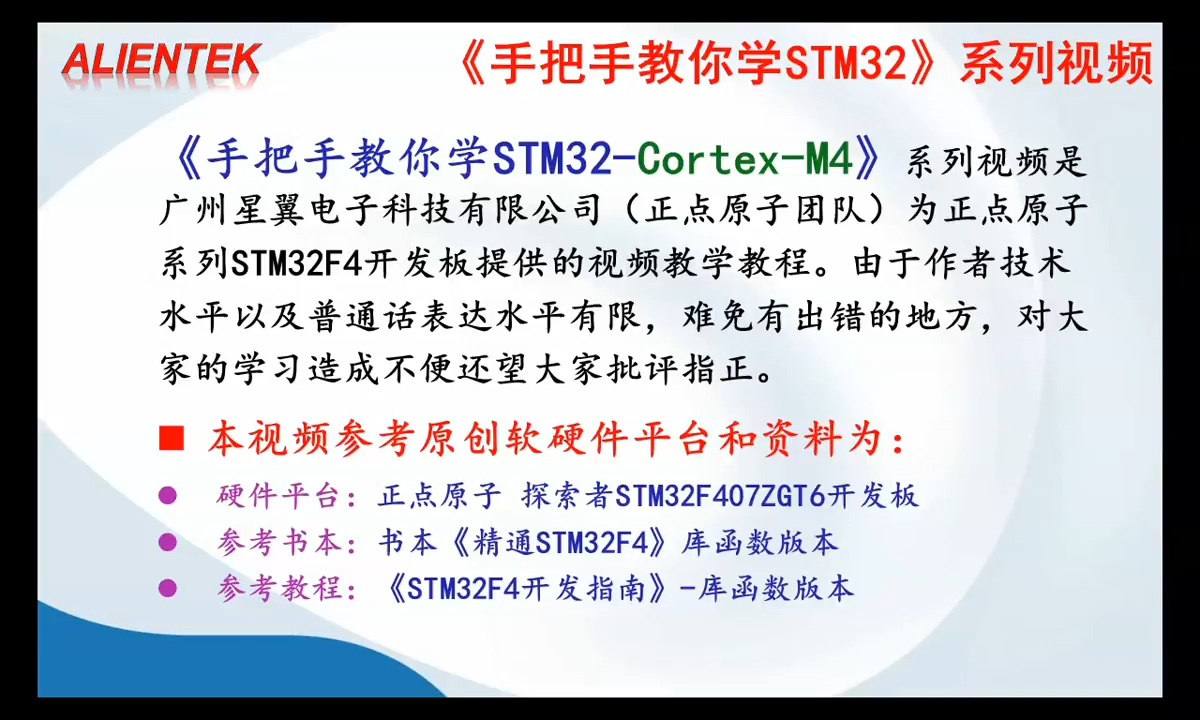 ALIENTEK
《手把手教你学STM32》系列视频
《手把手教你学STM32-Cortex-M4》系列视频是
广州星翼电子科技有限公司（正点原子团队）为正点原子
系列STM32F4开发板提供的视频教学教程。由于作者技术
水平以及普通话表达水平有限，难免有出错的地方，对大
家的学习造成不便还望大家批评指正。
■ 本视频参考原创软硬件平台和资料为：
● 硬件平台：正点原子 探索者STM32F407ZGT6开发板
● 参考书本：书本《精通STM32F4》库函数版本
● 参考教程：《STM32F4开发指南》-库函数版本